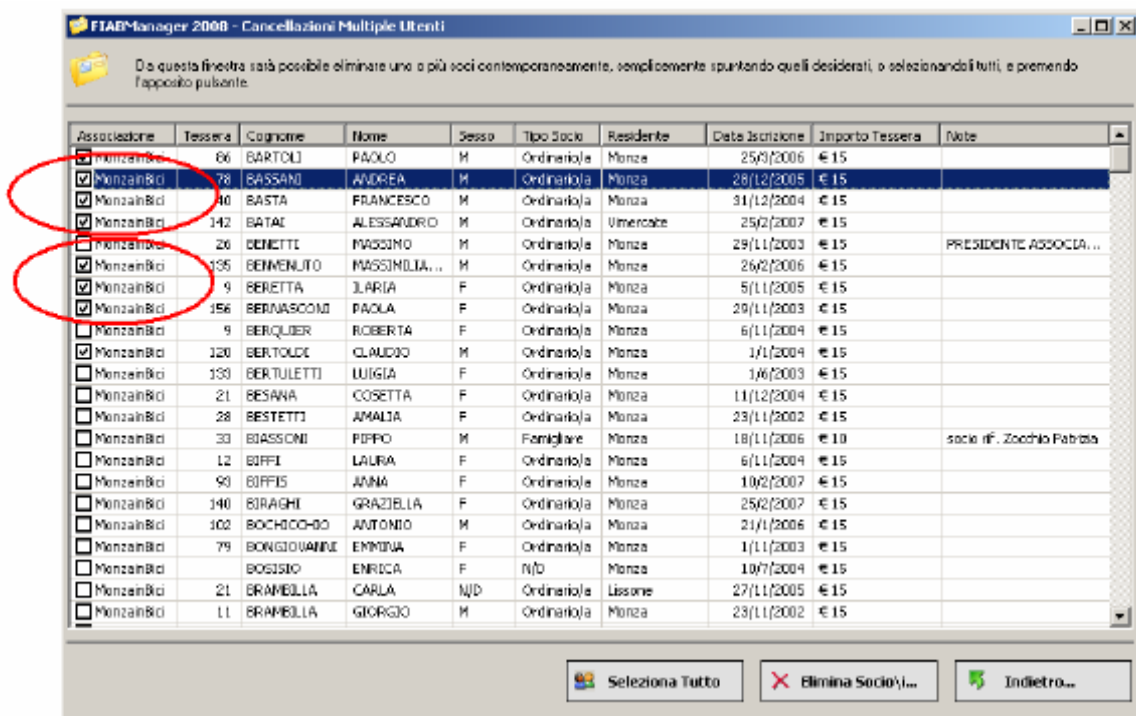 FIABManager 2008 - Cancellazioni Multiple Utenti
Da questa finestra sarà possibile eliminare uno o più soci contemporaneamente, semplicemente spuntando quelli desiderati, o selezionandoli tutti, e premendo
l'apposito pulsante.
Associazione Tessera Cognome Nome Sesso Tipo Socio Residente Data Iscrizione Importo Tessera Note
MonzainBici 86 BARTOLI PAOLO M Ordinario/a Monza 25/3/2006 € 15
MonzainBici 78 BASSANI ANDREA M Ordinario/a Monza 28/12/2005 € 15
MonzainBici 40 BASTA FRANCESCO M Ordinario/a Monza 31/12/2004 € 15
MonzainBici 142 BATAI ALESSANDRO M Ordinario/a Vimercate 25/2/2007 € 15
MonzainBici 26 BENETTI MASSIMO M Ordinario/a Monza 29/11/2003 € 15 PRESIDENTE ASSOCIA...
MonzainBici 135 BENVENUTO MASSIMILIA... M Ordinario/a Monza 26/2/2006 € 15
MonzainBici 9 BERETTA ILARIA F Ordinario/a Monza 5/11/2005 € 15
MonzainBici 156 BERNASCONI PAOLA F Ordinario/a Monza 29/11/2003 € 15
MonzainBici 9 BERQUIER ROBERTA F Ordinario/a Monza 6/11/2004 € 15
MonzainBici 120 BERTOLDI CLAUDIO M Ordinario/a Monza 1/1/2004 € 15
MonzainBici 133 BERTULETTI LUIGIA F Ordinario/a Monza 1/6/2003 € 15
MonzainBici 21 BESANA COSETTA F Ordinario/a Monza 11/12/2004 € 15
MonzainBici 28 BESTETTI AMALIA F Ordinario/a Monza 23/11/2002 € 15
MonzainBici 33 BIASSONI PIPPO M Famigliare Monza 18/11/2006 € 10 socio rif. Zocchio Patrizia
MonzainBici 12 BIFFI LAURA F Ordinario/a Monza 6/11/2004 € 15
MonzainBici 93 BIFFIS ANNA F Ordinario/a Monza 10/2/2007 € 15
MonzainBici 140 BIRAGHI GRAZIELLA F Ordinario/a Monza 25/2/2007 € 15
MonzainBici 102 BOCHICCHIO ANTONIO M Ordinario/a Monza 21/1/2006 € 15
MonzainBici 79 BONGIOVANNI EMMINA F Ordinario/a Monza 1/11/2003 € 15
MonzainBici BOSISIO ENRICA F N/D Monza 10/7/2004 € 15
MonzainBici 21 BRAMBILLA CARLA N/D Ordinario/a Lissone 27/11/2005 € 15
MonzainBici 11 BRAMBILLA GIORGIO M Ordinario/a Monza 23/11/2002 € 15
Seleziona Tutto Elimina Socio\i... Indietro...